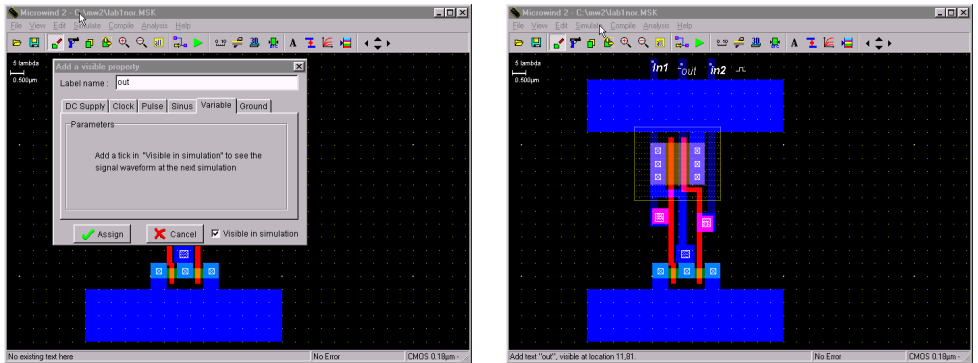 Microwind 2 - C:\mw2\lab1nor.MSK
File View Edit Simulate Compile Analysis Help
5 lambda
0.500µm
Add a visible property
Label name : out
DC Supply Clock Pulse Sinus Variable Ground
Parameters
Add a tick in "Visible in simulation" to see the
signal waveform at the next simulation
Assign Cancel Visible in simulation
No existing text here No Error CMOS 0.18µm -
Microwind 2 - C:\mw2\lab1nor.MSK
File View Edit Simulate Compile Analysis Help
5 lambda
0.500µm
in1 out in2
Add text "out", visible at location 11,81. No Error CMOS 0.18µm -